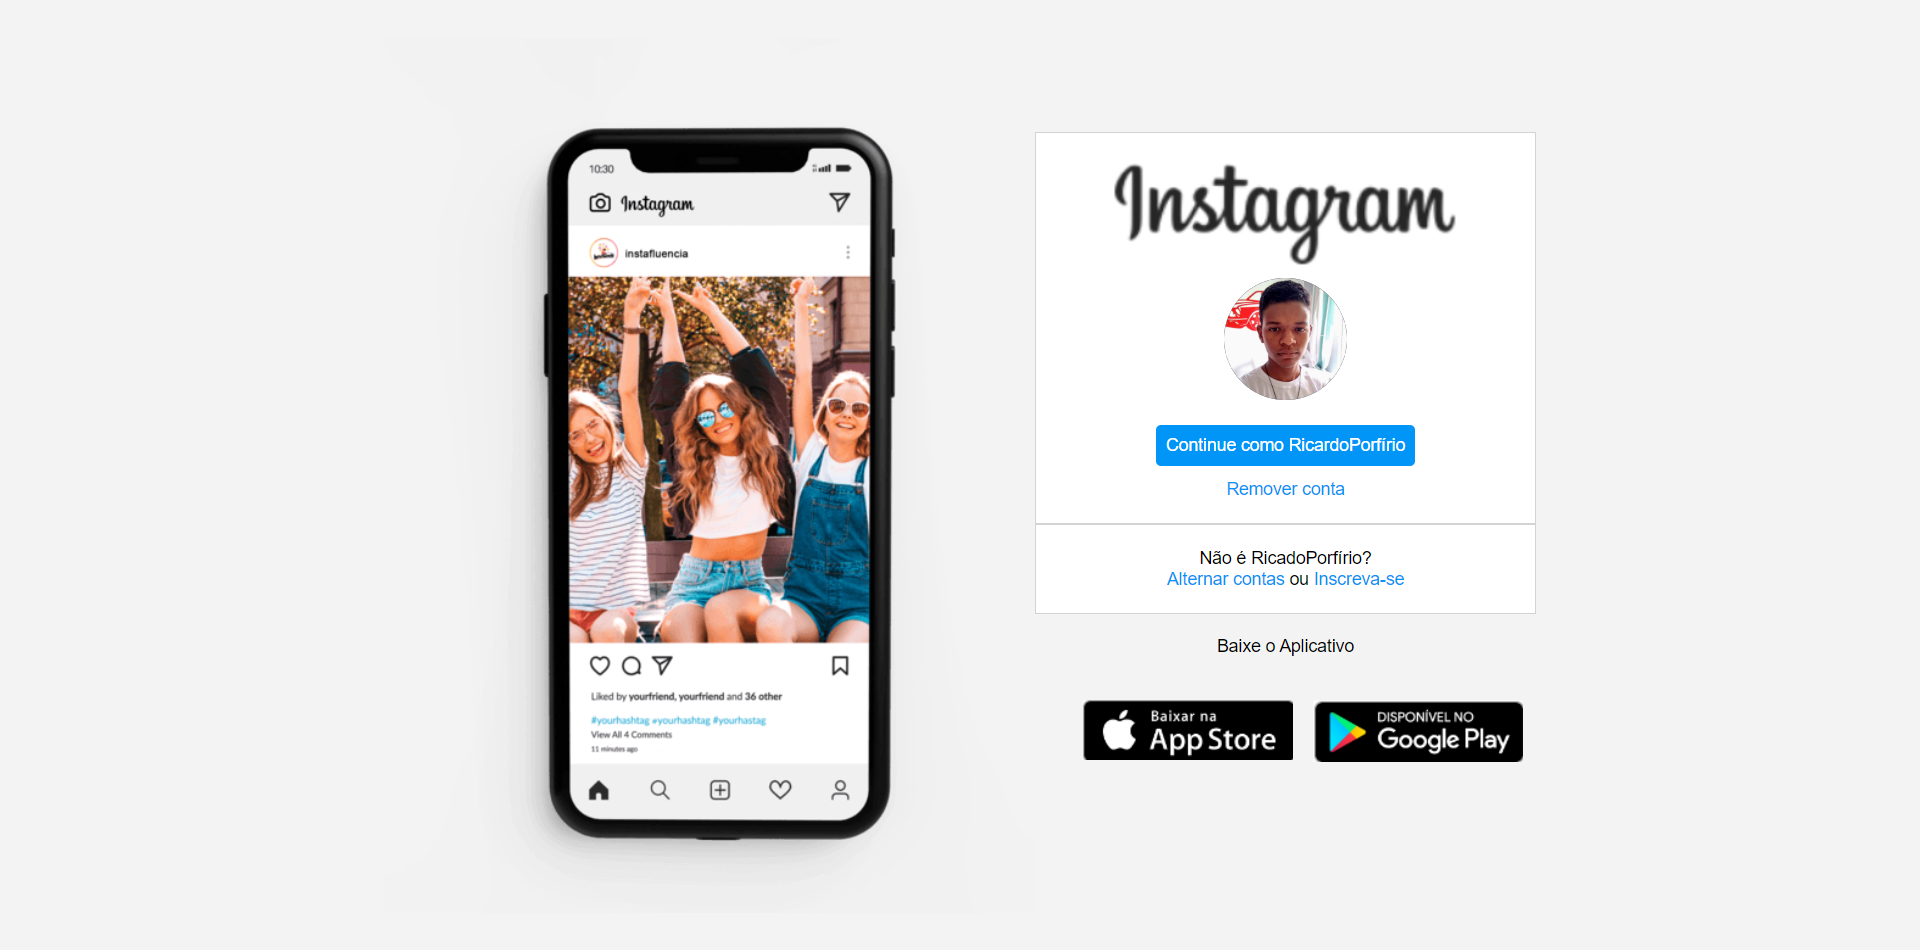 10:30
Instagram
instafluencia
Liked by yourfriend, yourfriend and 36 other
#yourhashtag #yourhashtag #yourhastag
View All 4 Comments
11 minutes ago
Instagram
Continue como RicardoPorfírio
Remover conta
Não é RicadoPorfírio?
Alternar contas ou Inscreva-se
Baixe o Aplicativo
Baixar na
App Store
DISPONÍVEL NO
Google Play